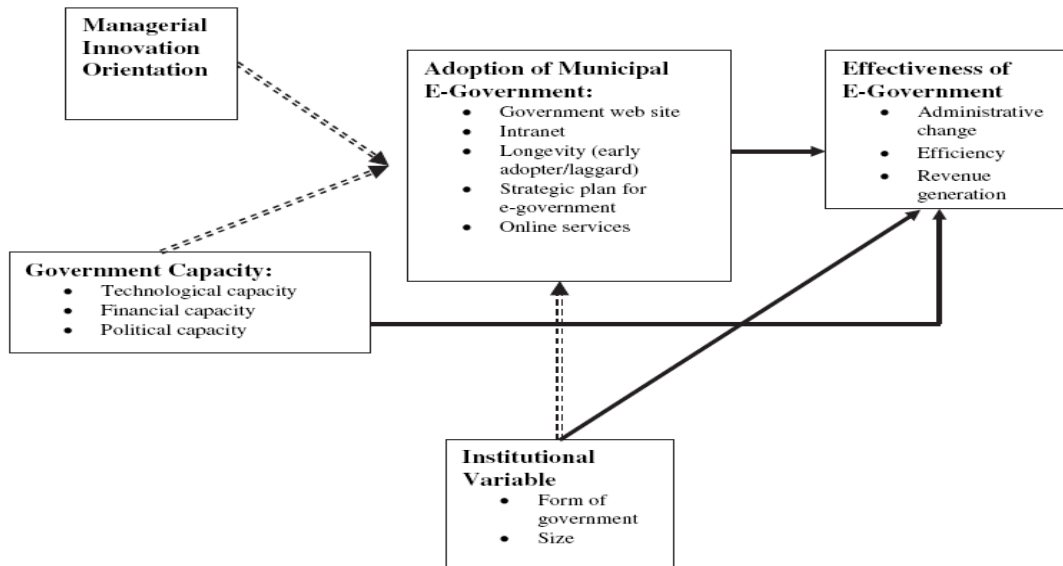 Managerial
Innovation
Orientation
Adoption of Municipal
E-Government:
• Government web site
• Intranet
• Longevity (early
adopter/laggard)
• Strategic plan for
e-government
• Online services
Effectiveness of
E-Government
• Administrative
change
• Efficiency
• Revenue
generation
Government Capacity:
• Technological capacity
• Financial capacity
• Political capacity
Institutional
Variable
• Form of
government
• Size